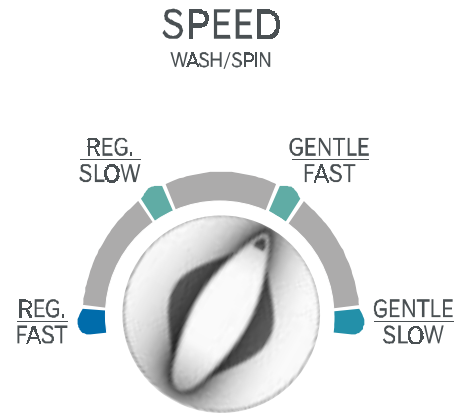 SPEED
WASH/SPIN
REG.
SLOW
GENTLE
FAST
REG.
FAST
GENTLE
SLOW